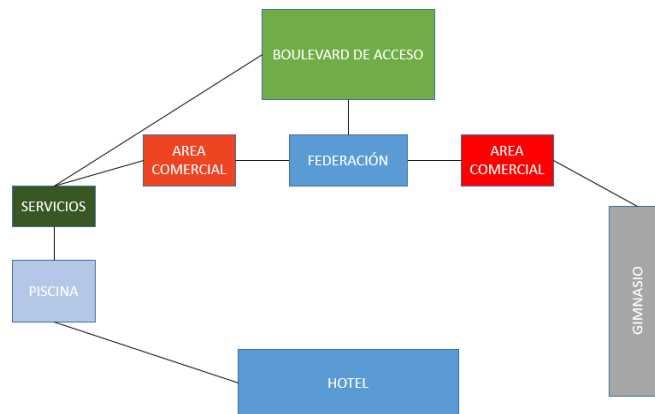 BOULEVARD DE ACCESO
AREA
COMERCIAL
FEDERACIÓN
AREA
COMERCIAL
SERVICIOS
PISCINA
GIMNASIO
HOTEL